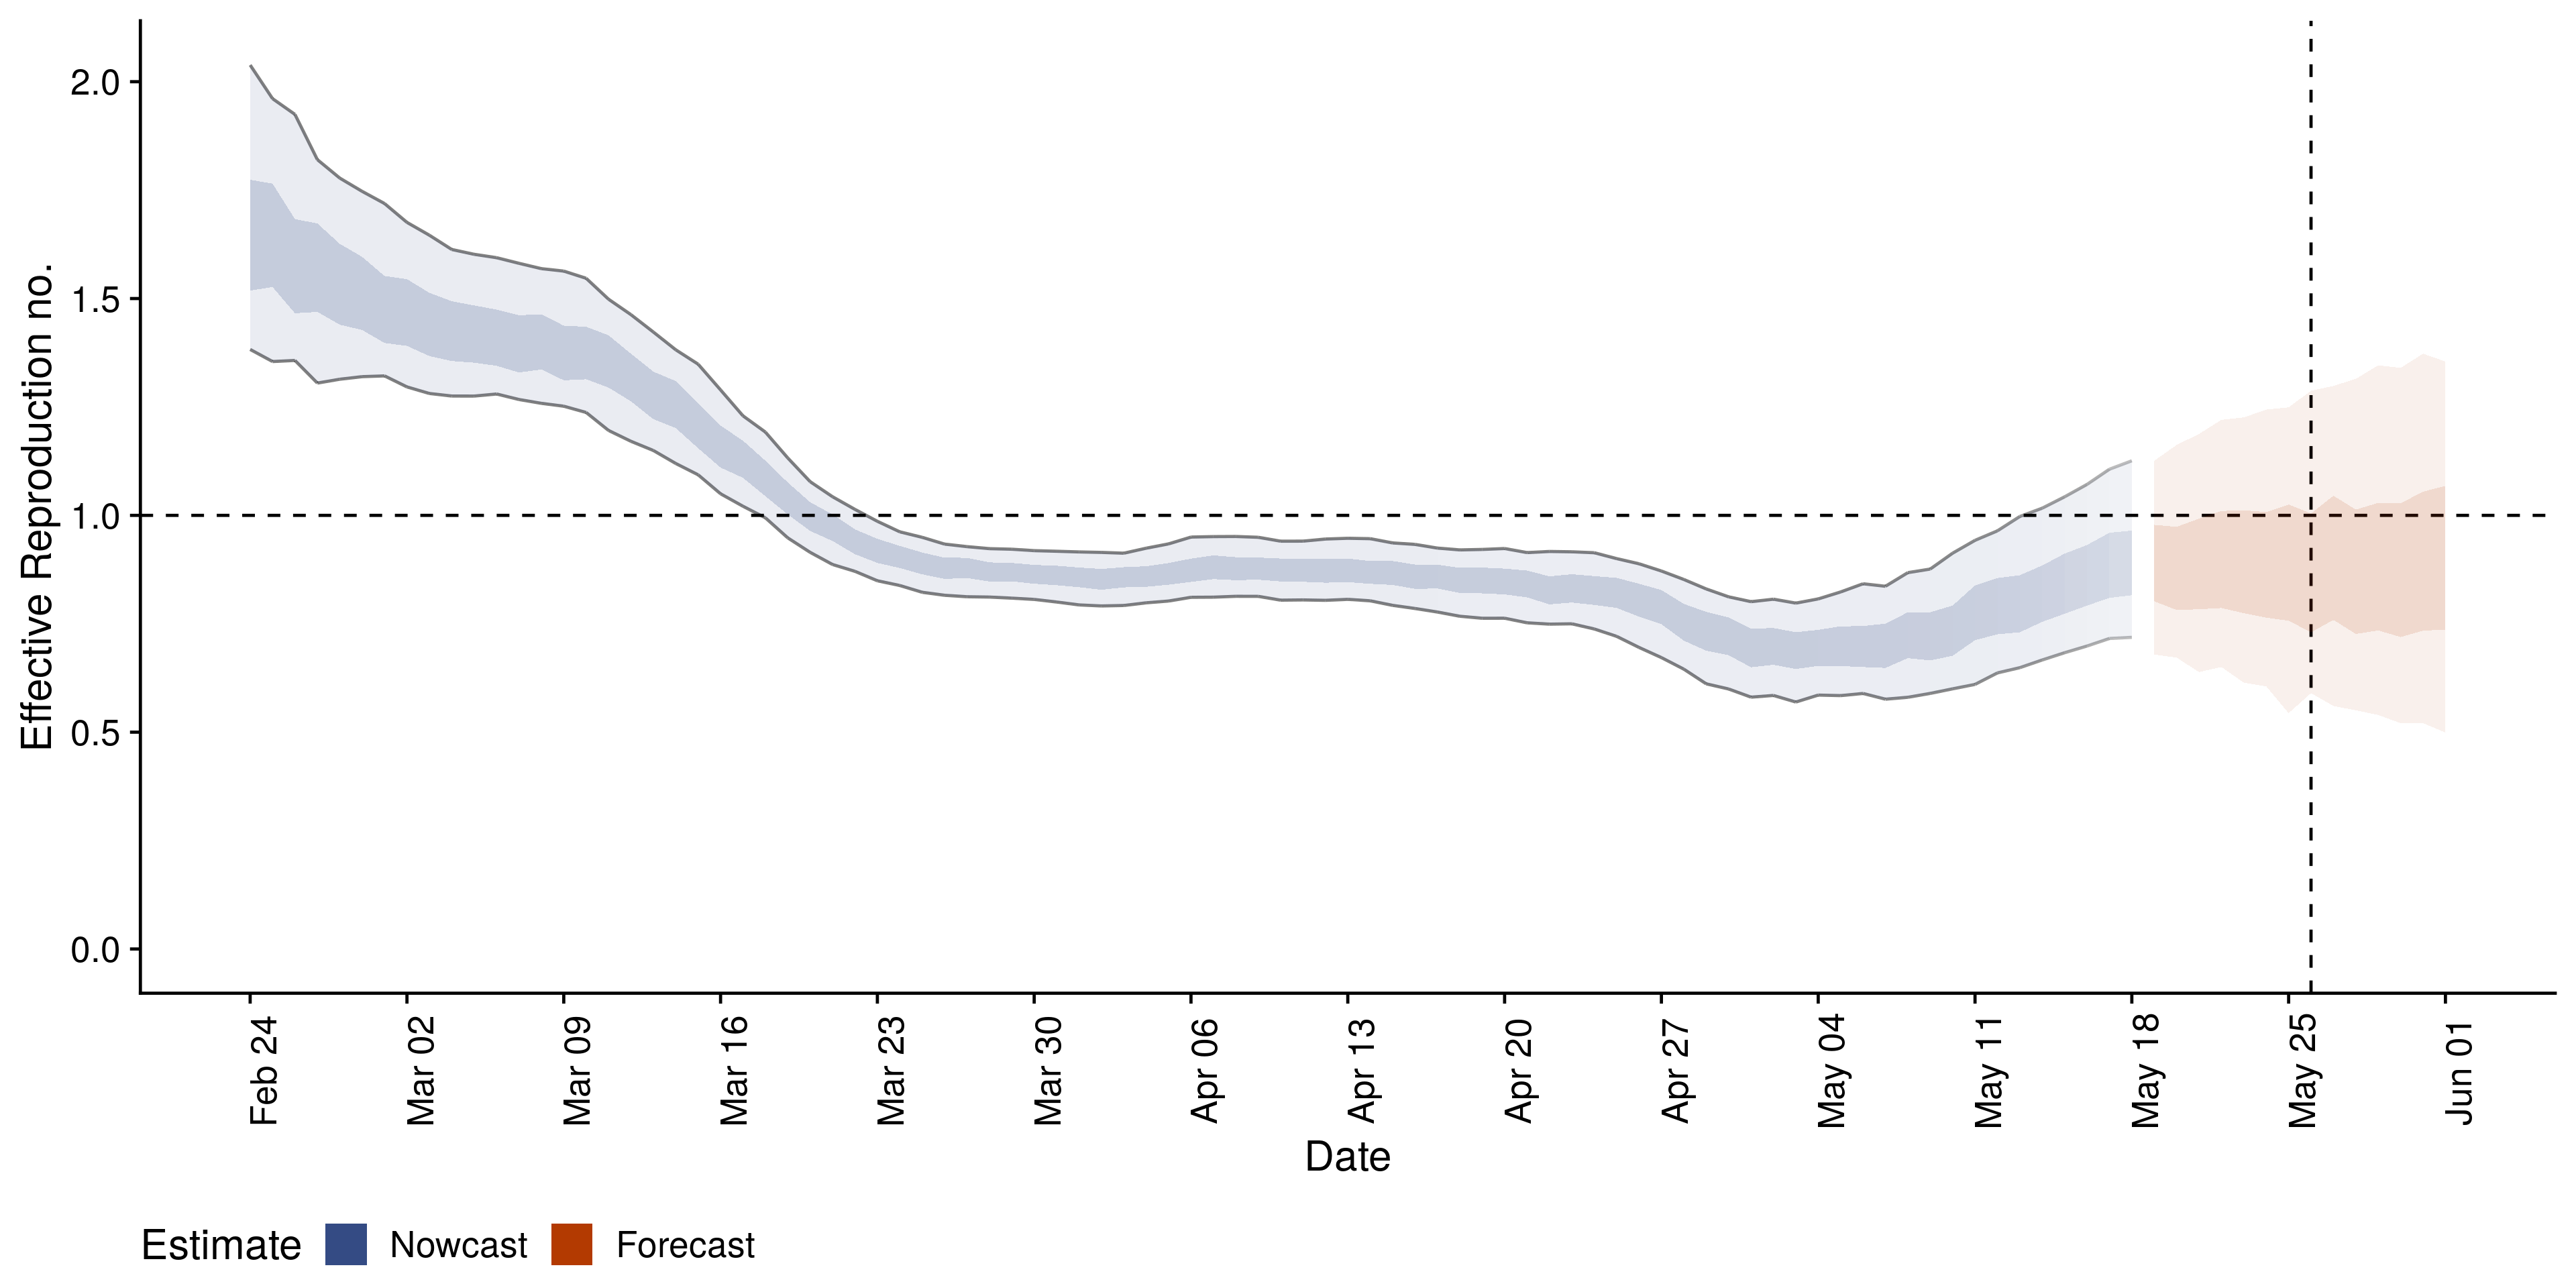 Effective Reproduction no.
2.0
1.5
1.0
0.5
0.0
Feb 24
Mar 02
Mar 09
Mar 16
Mar 23
Mar 30
Apr 06
Apr 13
Apr 20
Apr 27
May 04
May 11
May 18
May 25
Jun 01
Date
Estimate Nowcast Forecast